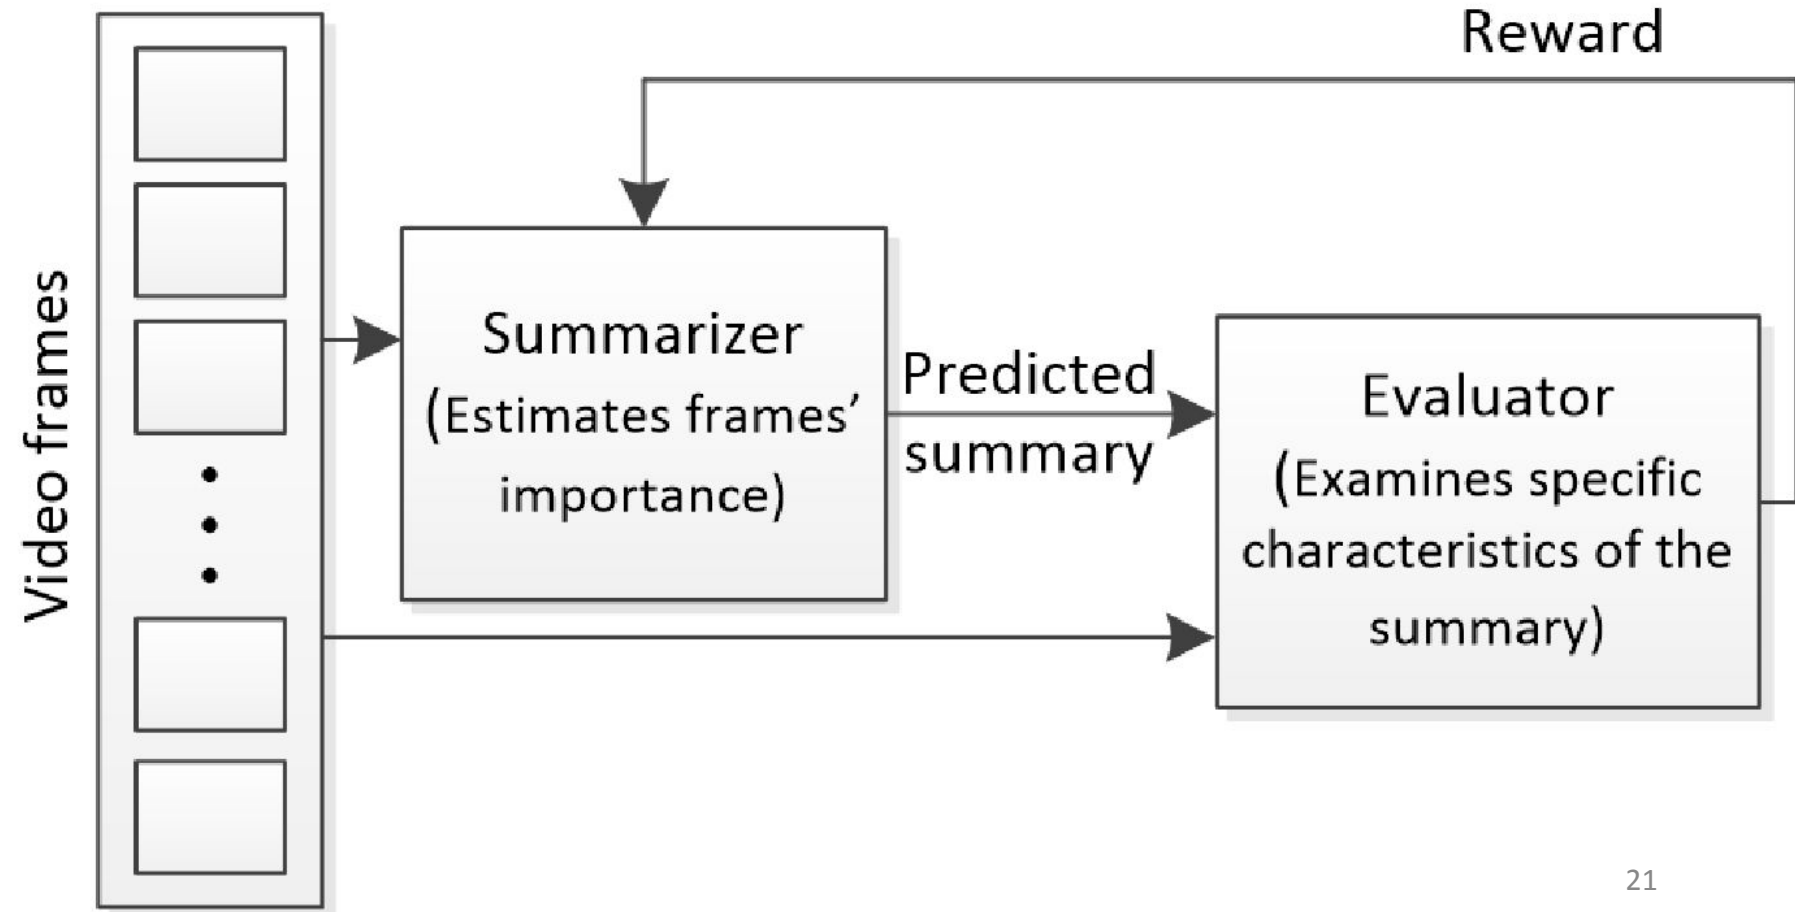 Reward
Video frames
Summarizer
(Estimates frames’
importance)
Predicted
summary
Evaluator
(Examines specific
characteristics of the
summary)
21